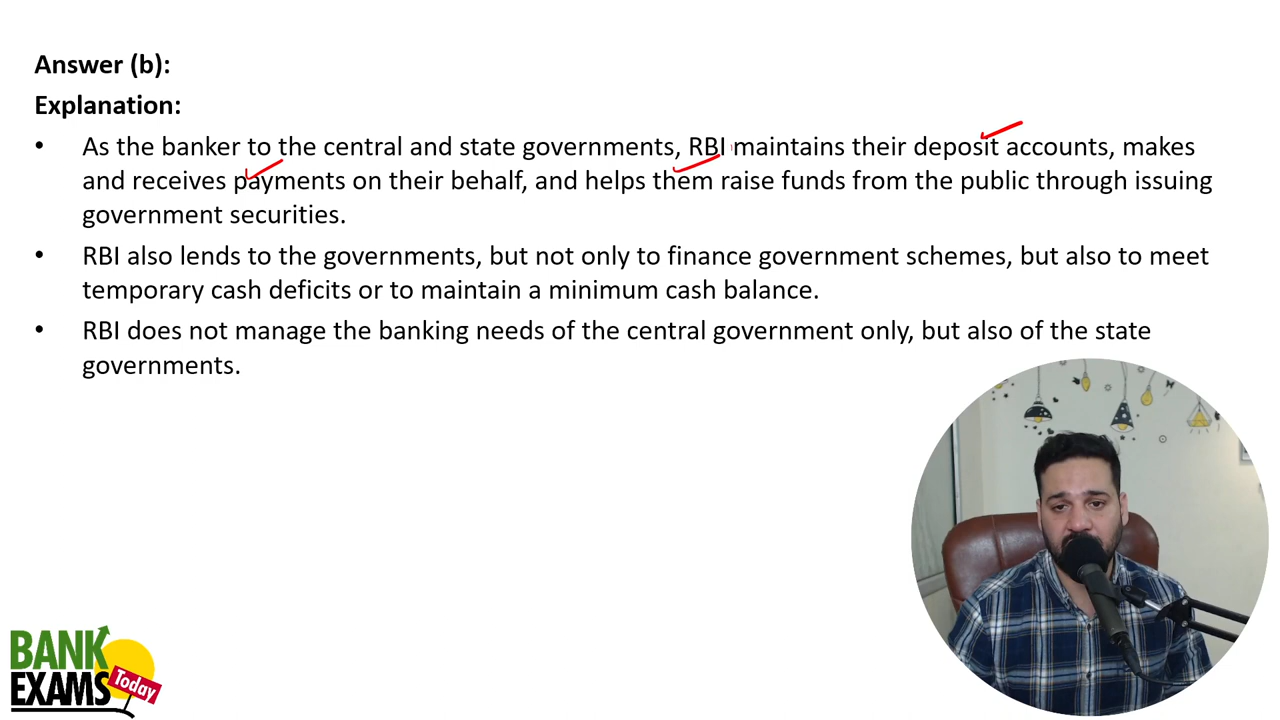 Answer (b):
Explanation:
• As the banker to the central and state governments, RBI maintains their deposit accounts, makes
and receives payments on their behalf, and helps them raise funds from the public through issuing
government securities.
• RBI also lends to the governments, but not only to finance government schemes, but also to meet
temporary cash deficits or to maintain a minimum cash balance.
• RBI does not manage the banking needs of the central government only, but also of the state
governments.
BANK
EXAMS
Today